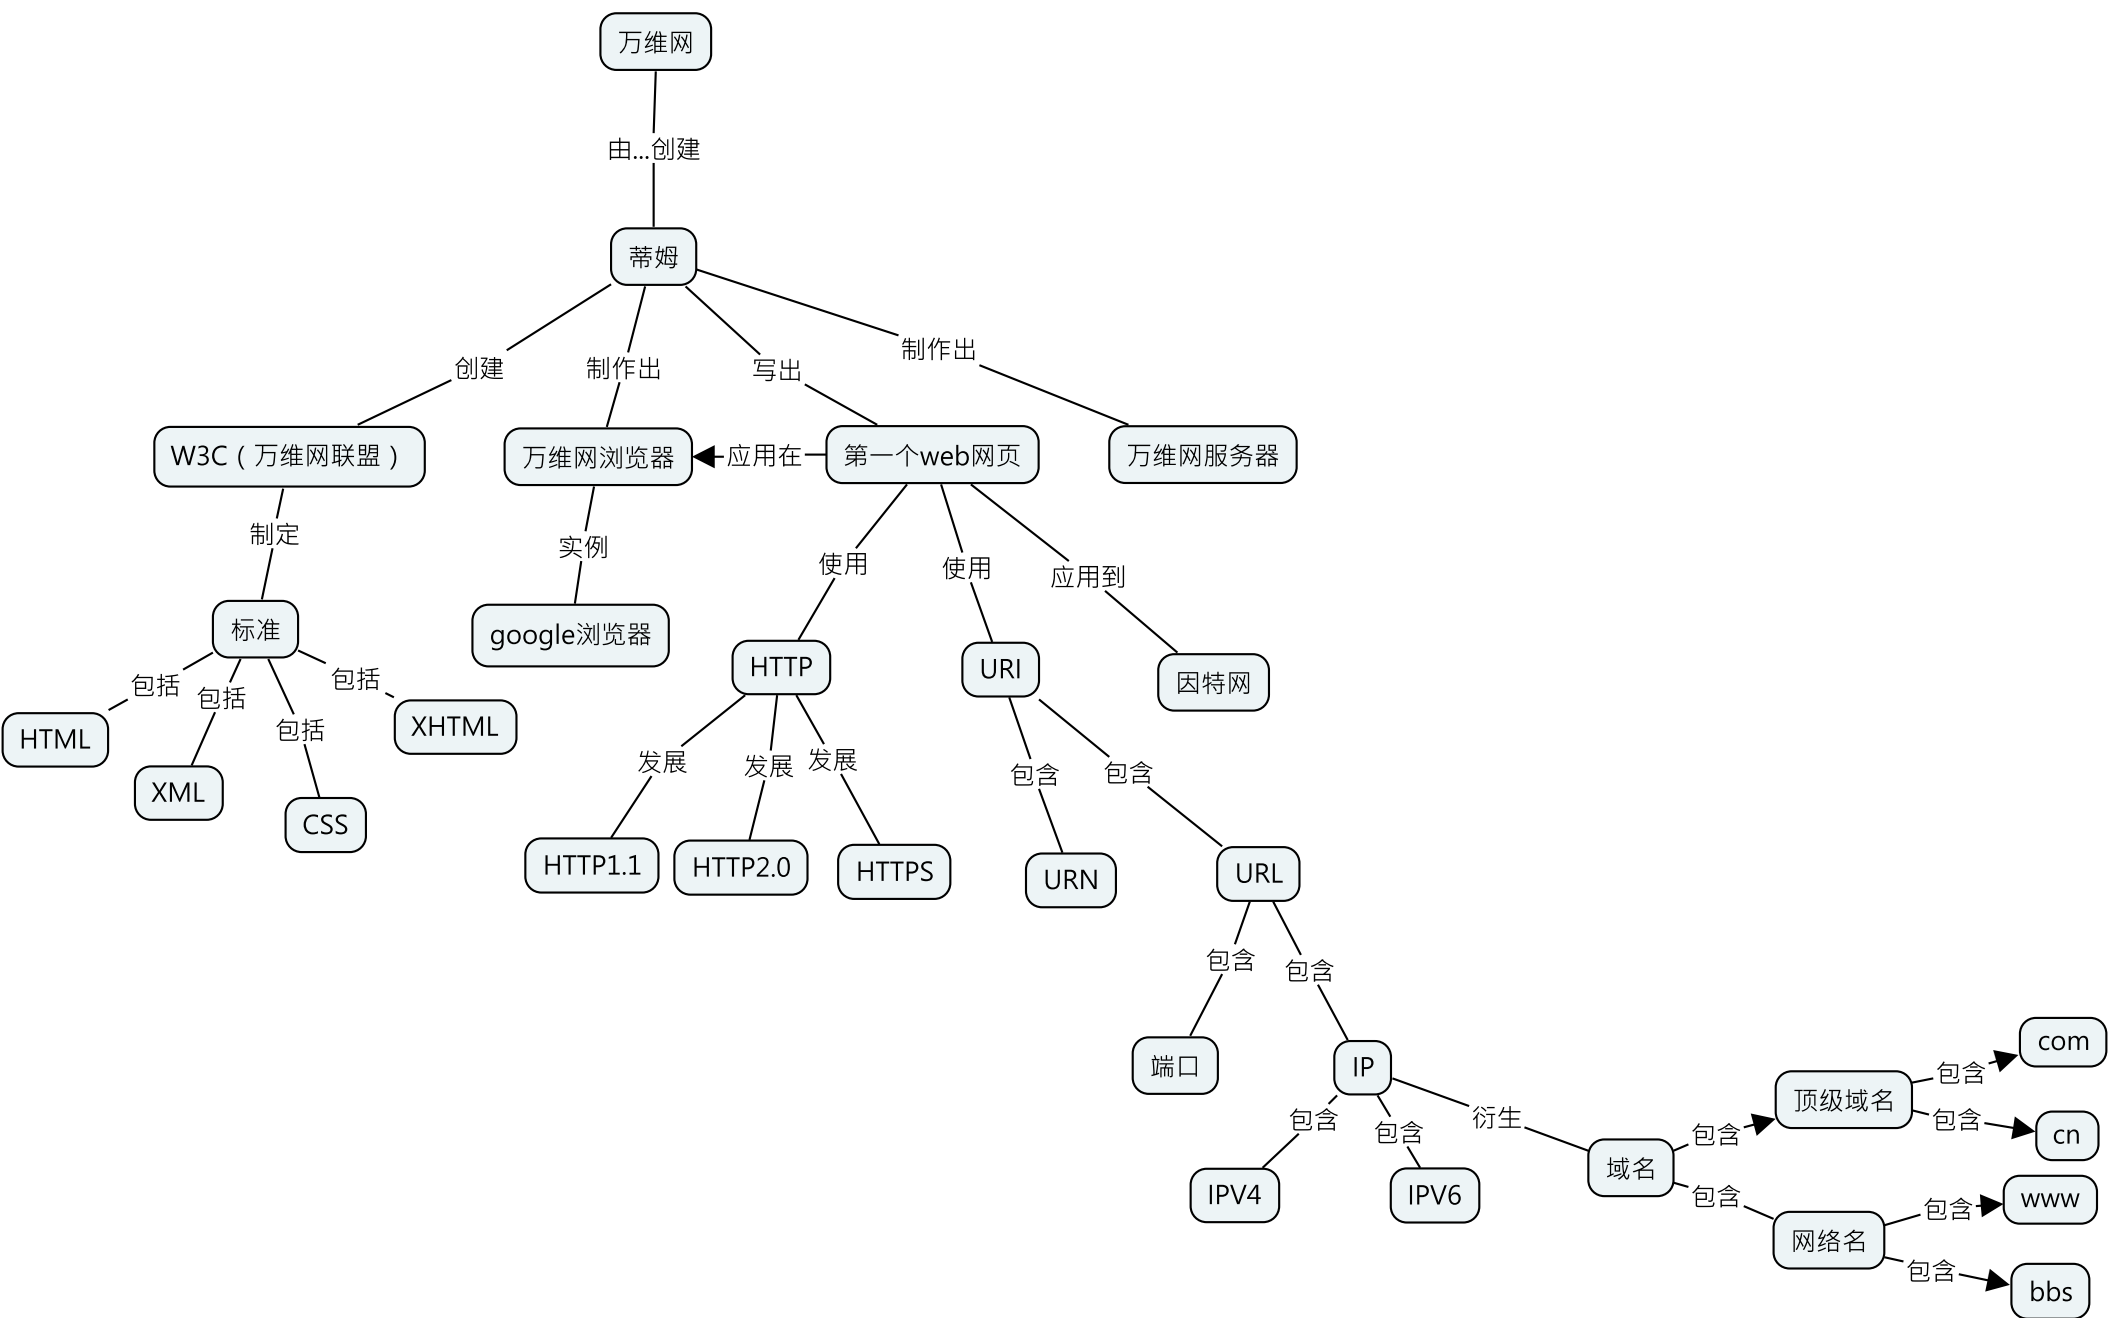 万维网
由...创建
蒂姆
创建
制作出
写出
制作出
W3C（万维网联盟）
万维网浏览器
应用在
第一个web网页
万维网服务器
制定
实例
使用
使用
应用到
标准
google浏览器
HTTP
URI
因特网
包括
包括
包括
包括
HTML
XML
CSS
XHTML
发展
发展
发展
包含
包含
HTTP1.1
HTTP2.0
HTTPS
URN
URL
包含
包含
端口
IP
包含
包含
衍生
IPV4
IPV6
域名
包含
包含
顶级域名
网络名
包含
包含
包含
包含
com
cn
www
bbs